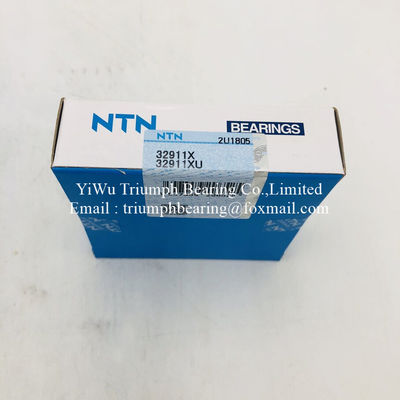 NTN
BEARINGS
NTN
2U1805
32911X
32911XU
YiWu Triumph Bearing Co.,Limited
Email : triumphbearing@foxmail.com